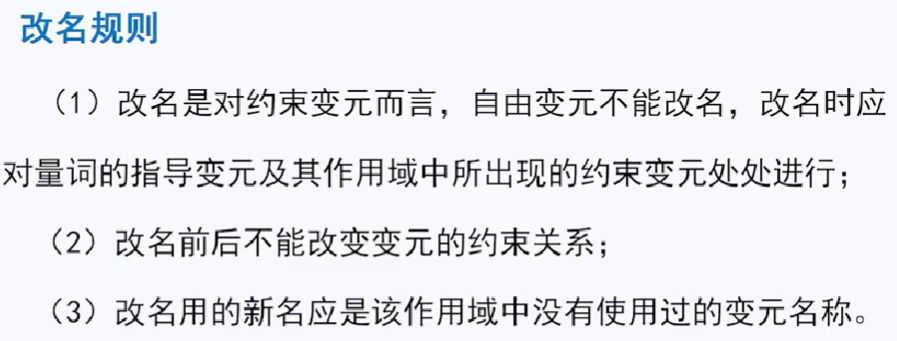 改名规则
（1）改名是对约束变元而言，自由变元不能改名，改名时应
对量词的指导变元及其作用域中所出现的约束变元处处进行；
（2）改名前后不能改变变元的约束关系；
（3）改名用的新名应是该作用域中没有使用过的变元名称。